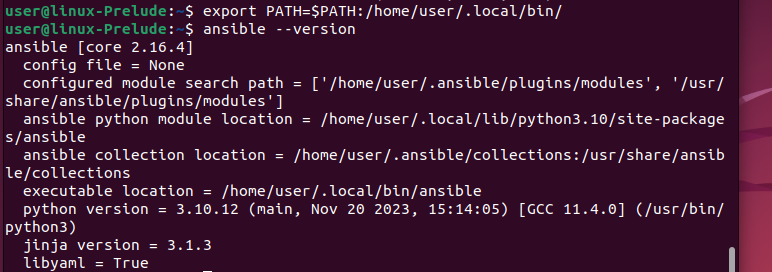 user@linux-Prelude:~$ export PATH=$PATH:/home/user/.local/bin/
user@linux-Prelude:~$ ansible --version
ansible [core 2.16.4]
  config file = None
  configured module search path = ['/home/user/.ansible/plugins/modules', '/usr/
share/ansible/plugins/modules']
  ansible python module location = /home/user/.local/lib/python3.10/site-package
s/ansible
  ansible collection location = /home/user/.ansible/collections:/usr/share/ansib
le/collections
  executable location = /home/user/.local/bin/ansible
  python version = 3.10.12 (main, Nov 20 2023, 15:14:05) [GCC 11.4.0] (/usr/bin/
python3)
  jinja version = 3.1.3
  libyaml = True